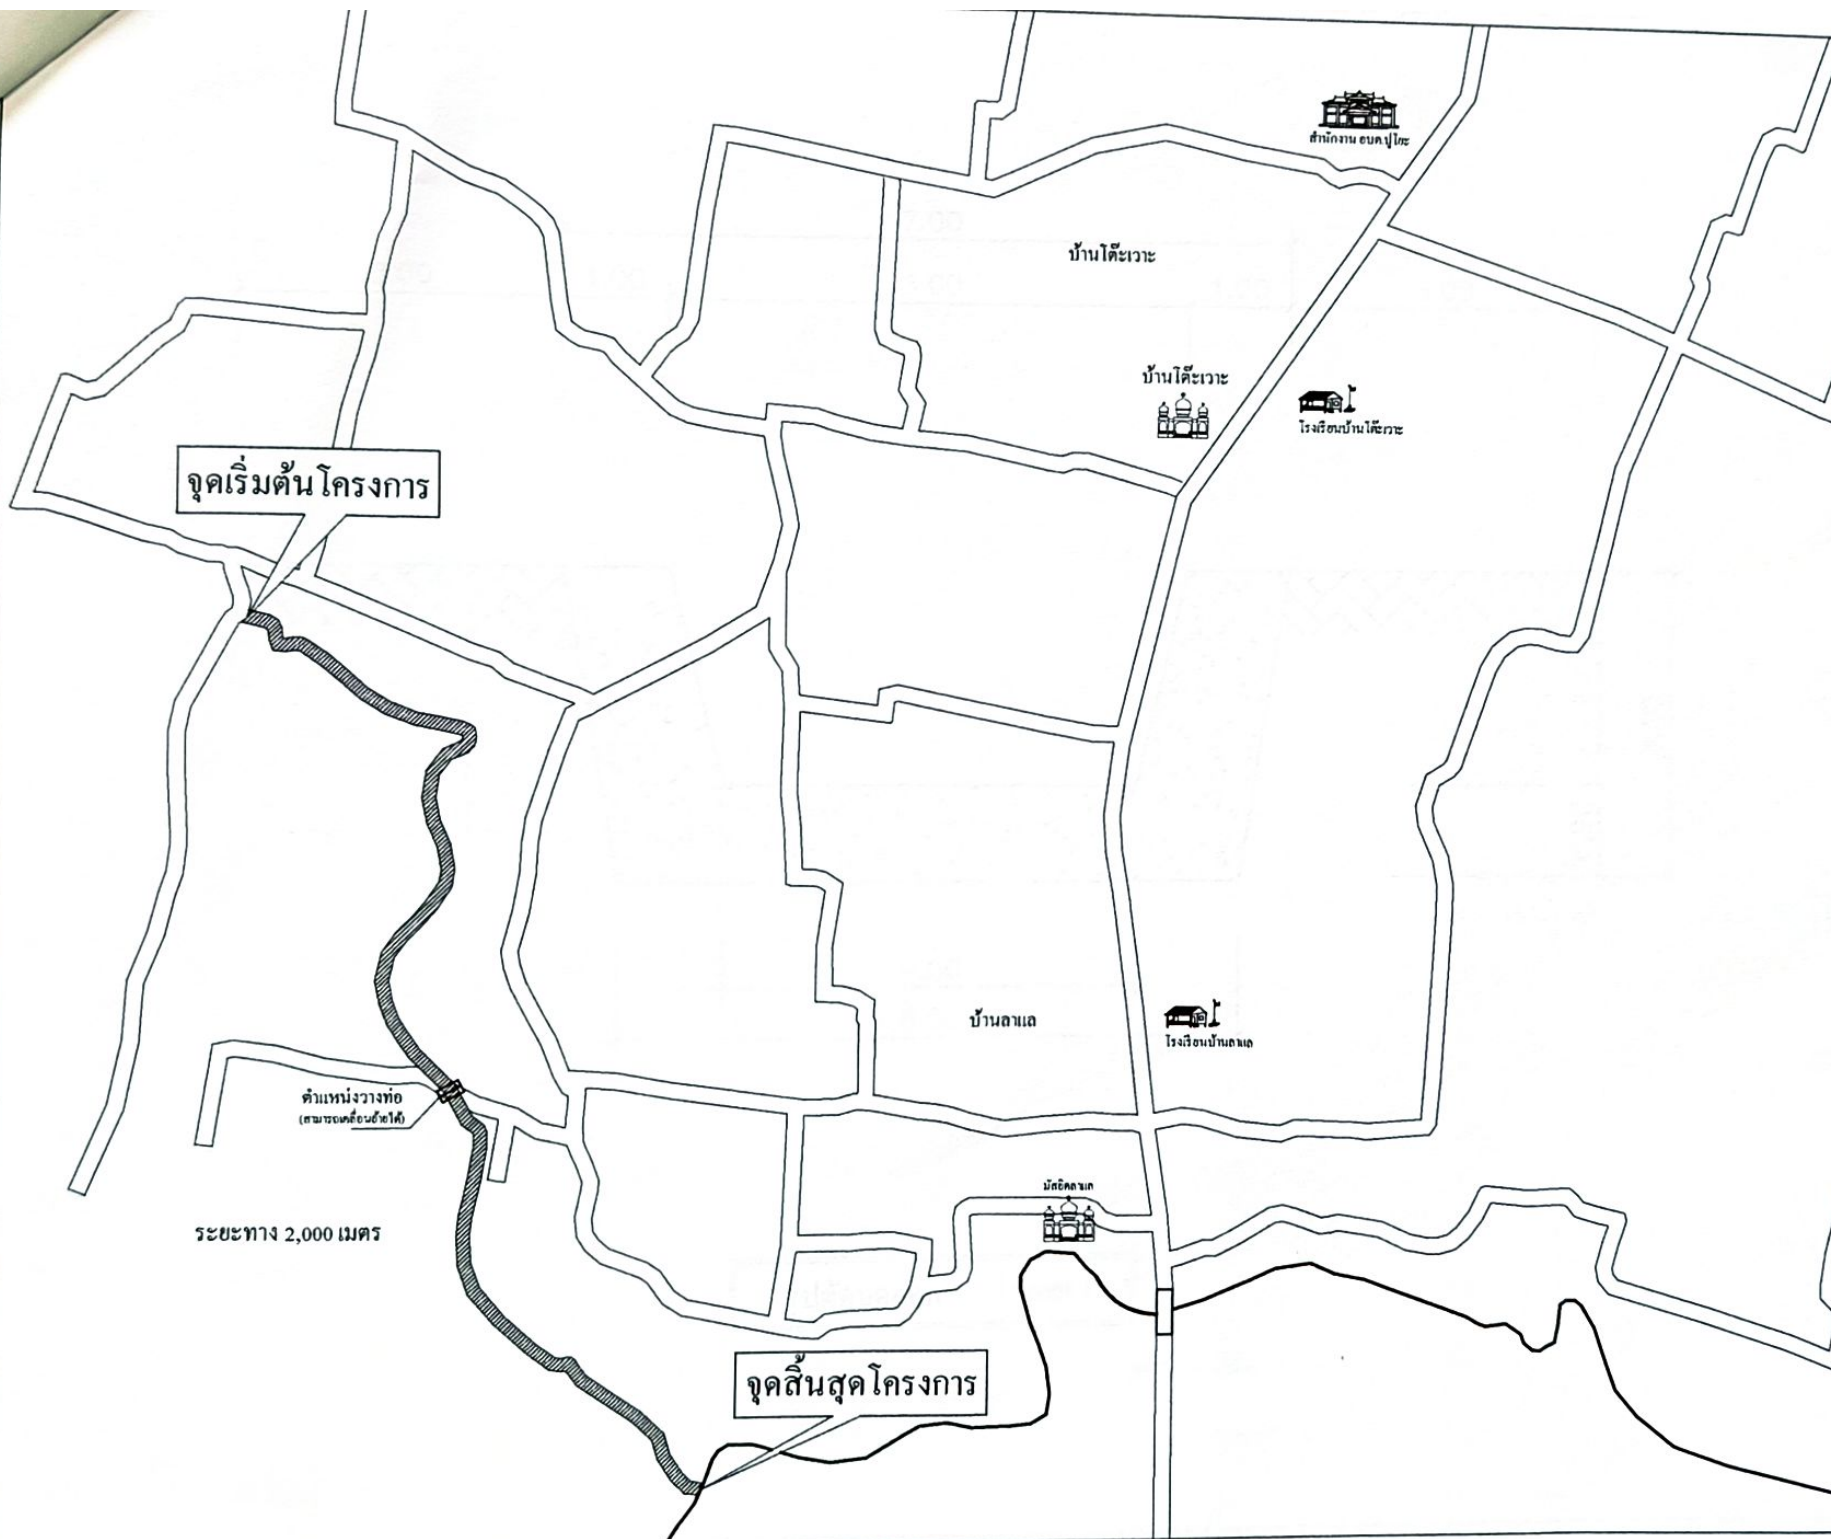 สำนักงาน อบต.ปูโยะ
บ้านโต๊ะเวาะ
บ้านโต๊ะเวาะ
โรงเรียนบ้านโต๊ะเวาะ
จุดเริ่มต้นโครงการ
บ้านลาแล
โรงเรียนบ้านลาแล
ตำแหน่งวางท่อ
(สามารถเคลื่อนย้ายได้)
มัสยิดลาแล
ระยะทาง 2,000 เมตร
จุดสิ้นสุดโครงการ